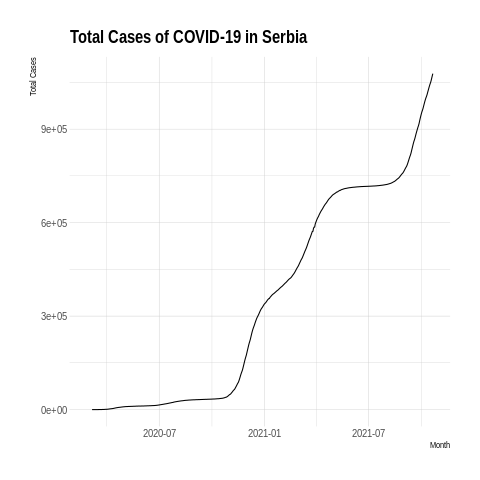 Total Cases of COVID-19 in Serbia
Total Cases
9e+05
6e+05
3e+05
0e+00
2020-07 2021-01 2021-07
Month